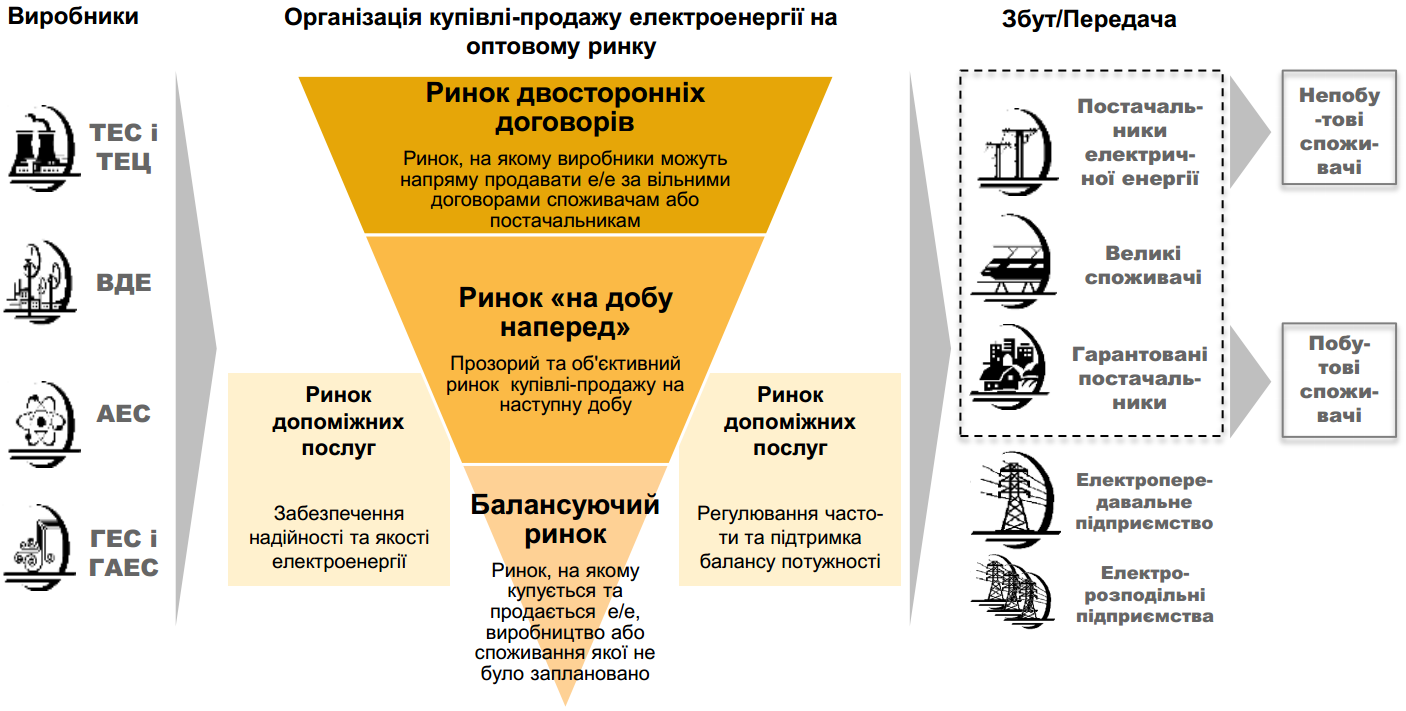 Виробники
ТЕС і
ТЕЦ
ВДЕ
АЕС
ГЕС і
ГАЕС
Організація купівлі-продажу електроенергії на
оптовому ринку
Ринок двосторонніх
договорів
Ринок, на якому виробники можуть
напряму продавати е/е за вільними
договорами споживачам або
постачальникам
Ринок «на добу
наперед»
Прозорий та об'єктивний
ринок купівлі-продажу на
наступну добу
Ринок
допоміжних
послуг
Забезпечення
надійності та якості
електроенергії
Балансуючий
ринок
Ринок, на якому
купується та
продається е/е,
виробництво або
споживання якої не
було заплановано
Ринок
допоміжних
послуг
Регулювання часто-
ти та підтримка
балансу потужності
Збут/Передача
Постачаль-
ники
електрич-
ної енергії
Великі
споживачі
Гарантовані
постачаль-
ники
Електропере-
давальне
підприємство
Електро-
розподільні
підприємства
Непобу
-тові
спожи-
вачі
Побу-
тові
спожи-
вачі